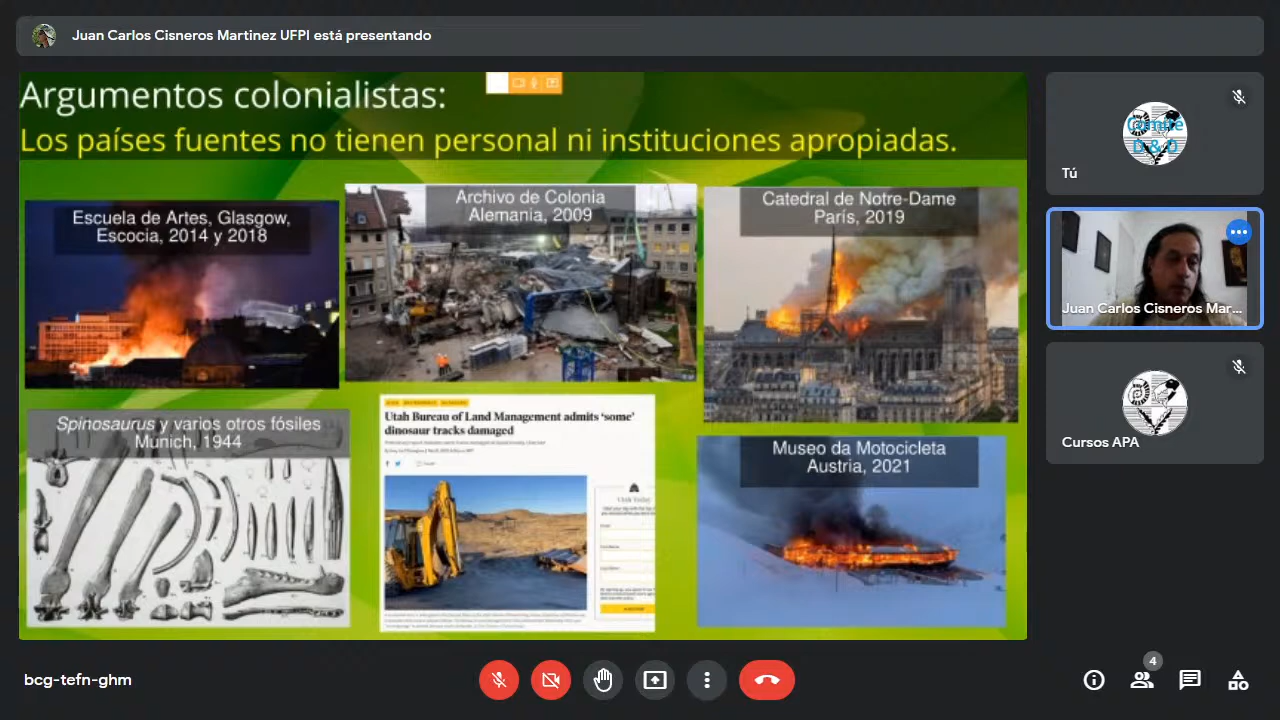 Juan Carlos Cisneros Martinez UFPI está presentando
Argumentos colonialistas:
Los países fuentes no tienen personal ni instituciones apropiadas.
Escuela de Artes, Glasgow,
Escocia, 2014 y 2018
Archivo de Colonia
Alemania, 2009
Catedral de Notre-Dame
París, 2019
Spinosaurus y varios otros fósiles
Munich, 1944
Utah Bureau of Land Management admits ‘some’
dinosaur tracks damaged
Utah Today
Museo da Motocicleta
Austria, 2021
Comité
D & D
Tú
Juan Carlos Cisneros Mar...
Cursos APA
bcg-tefn-ghm
4